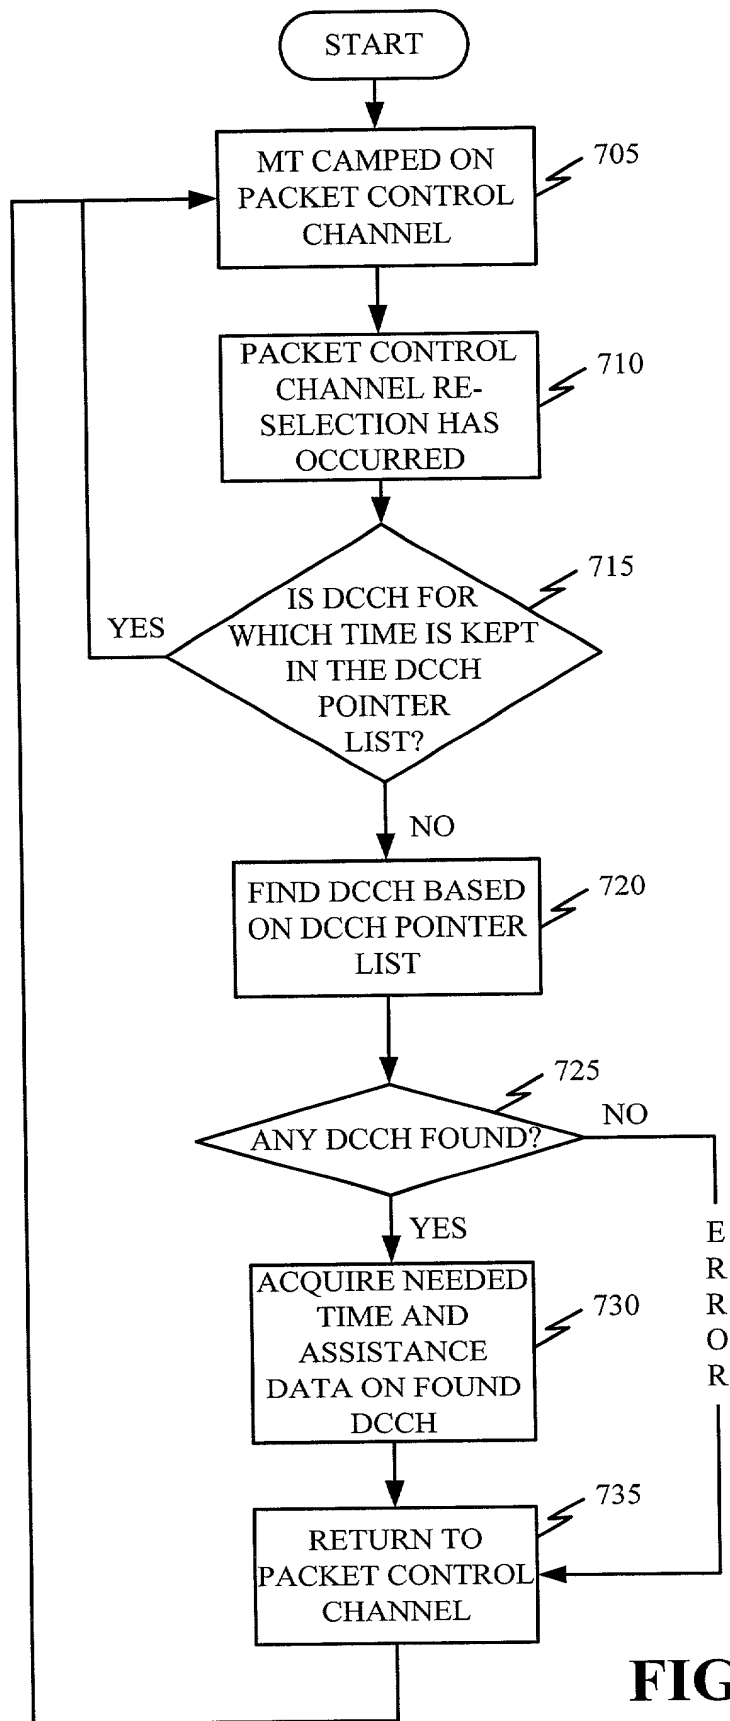 START
MT CAMPED ON
PACKET CONTROL
CHANNEL
705
PACKET CONTROL
CHANNEL RE-
SELECTION HAS
OCCURRED
710
IS DCCH FOR
WHICH TIME IS KEPT
IN THE DCCH
POINTER
LIST?
715
YES
NO
FIND DCCH BASED
ON DCCH POINTER
LIST
720
ANY DCCH FOUND?
725
NO
YES
E
R
R
O
R
ACQUIRE NEEDED
TIME AND
ASSISTANCE
DATA ON FOUND
DCCH
730
RETURN TO
PACKET CONTROL
CHANNEL
735
FIG